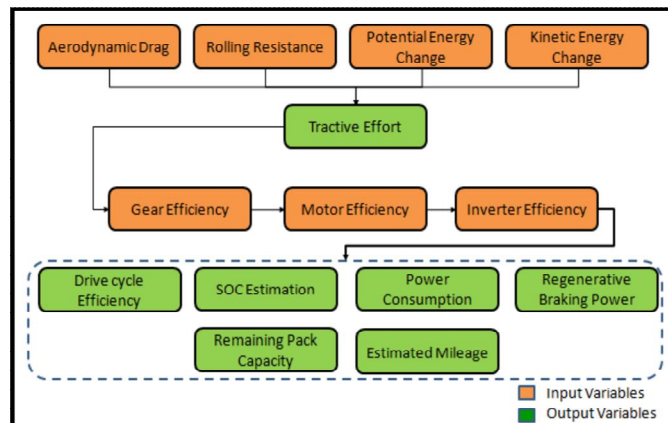 Aerodynamic Drag
Rolling Resistance
Potential Energy
Change
Kinetic Energy
Change
Tractive Effort
Gear Efficiency
Motor Efficiency
Inverter Efficiency
Drive cycle
Efficiency
SOC Estimation
Power
Consumption
Regenerative
Braking Power
Remaining Pack
Capacity
Estimated Mileage
Input Variables
Output Variables